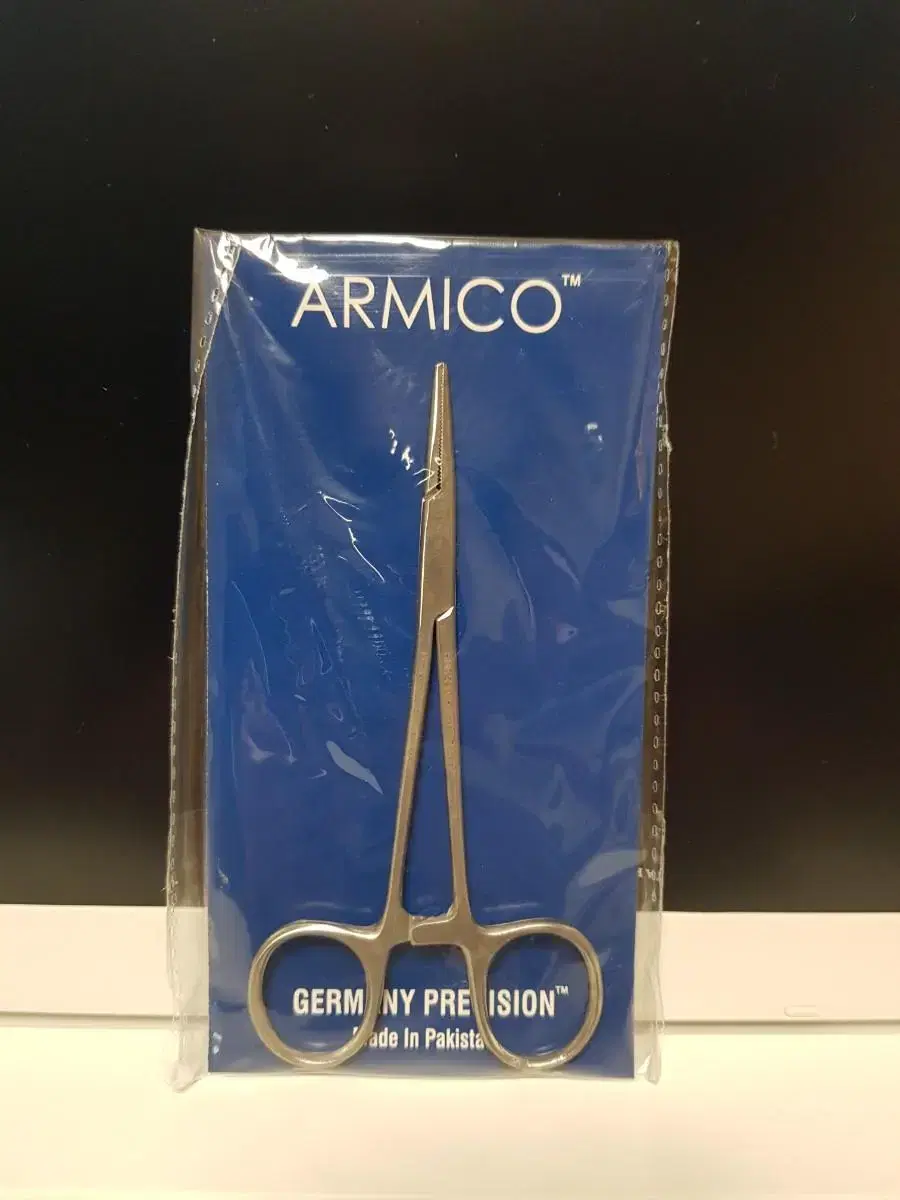 ARMICO™
GERMANY PRECISION™
Made In Pakistan